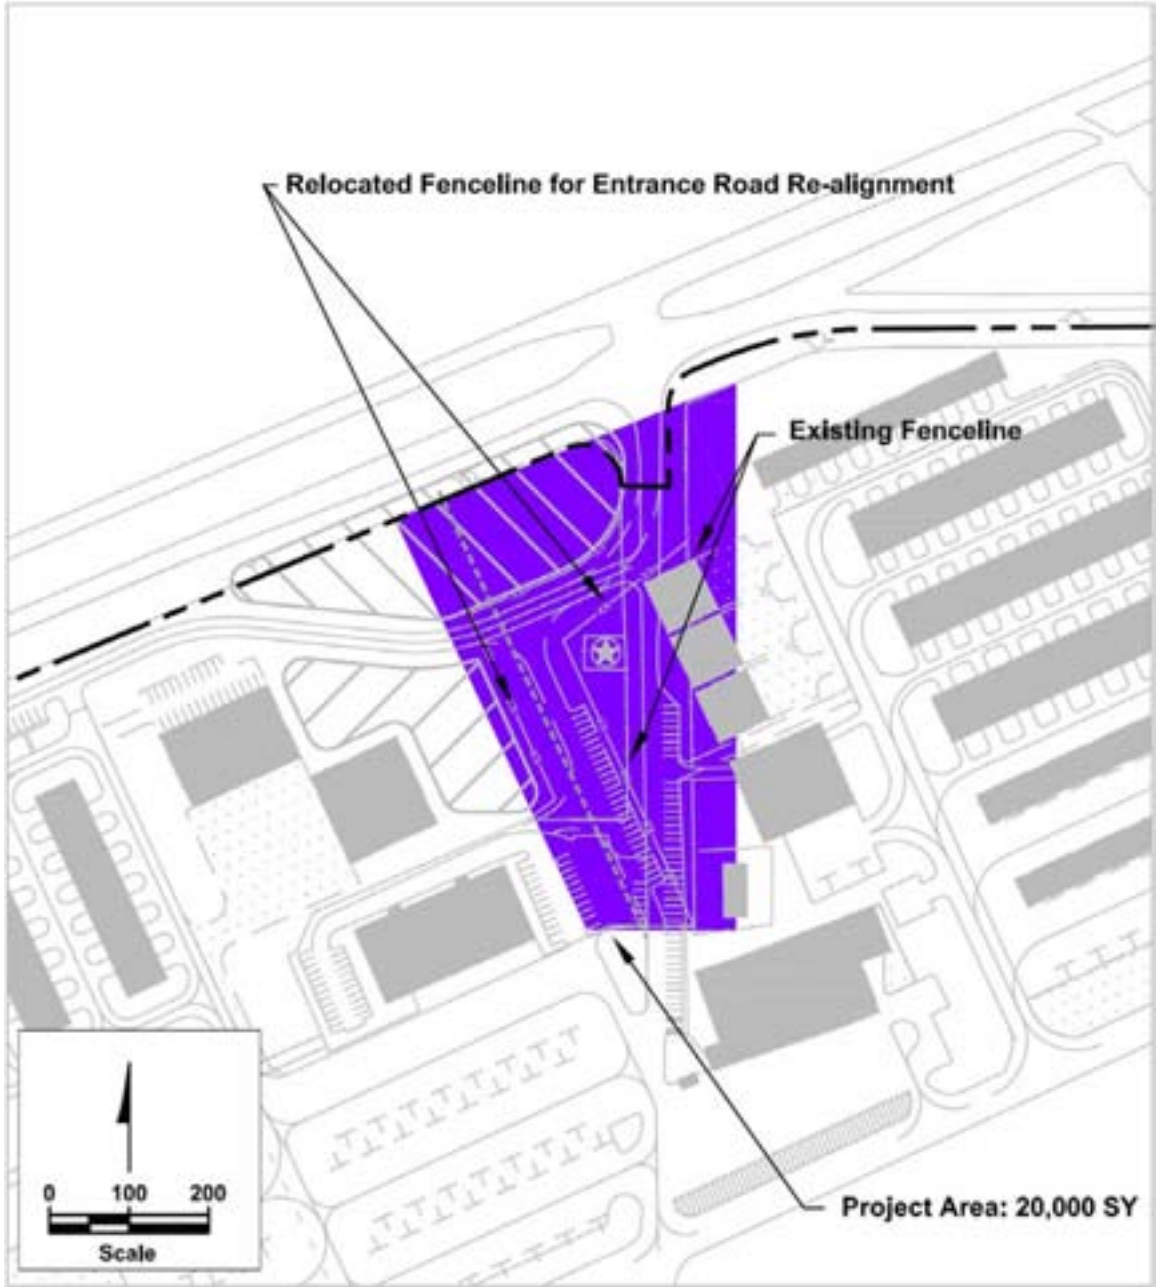 Relocated Fenceline for Entrance Road Re-alignment
Existing Fenceline
0 100 200
Scale
Project Area: 20,000 SY